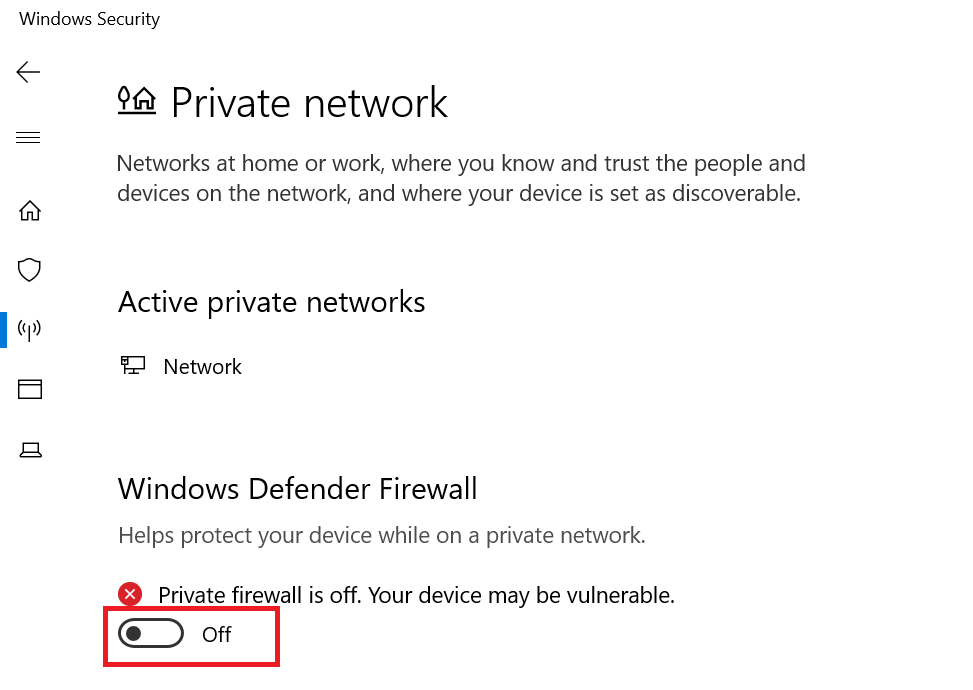 Windows Security
Private network
Networks at home or work, where you know and trust the people and
devices on the network, and where your device is set as discoverable.
Active private networks
Network
Windows Defender Firewall
Helps protect your device while on a private network.
Private firewall is off. Your device may be vulnerable.
Off